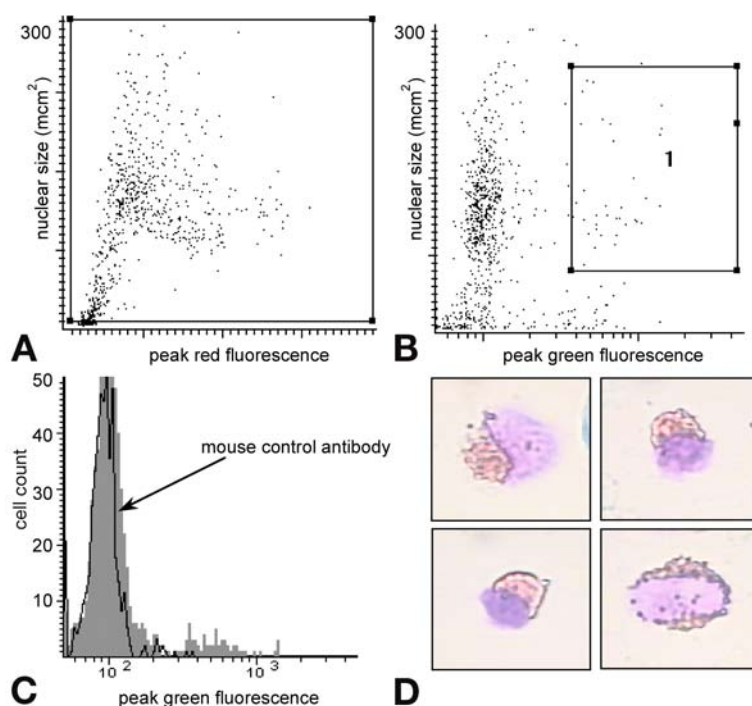 300
nuclear size (mcm²)
A
peak red fluorescence
300
nuclear size (mcm²)
1
B
peak green fluorescence
50
40
30
20
10
cell count
mouse control antibody
10²
10³
C
peak green fluorescence
D